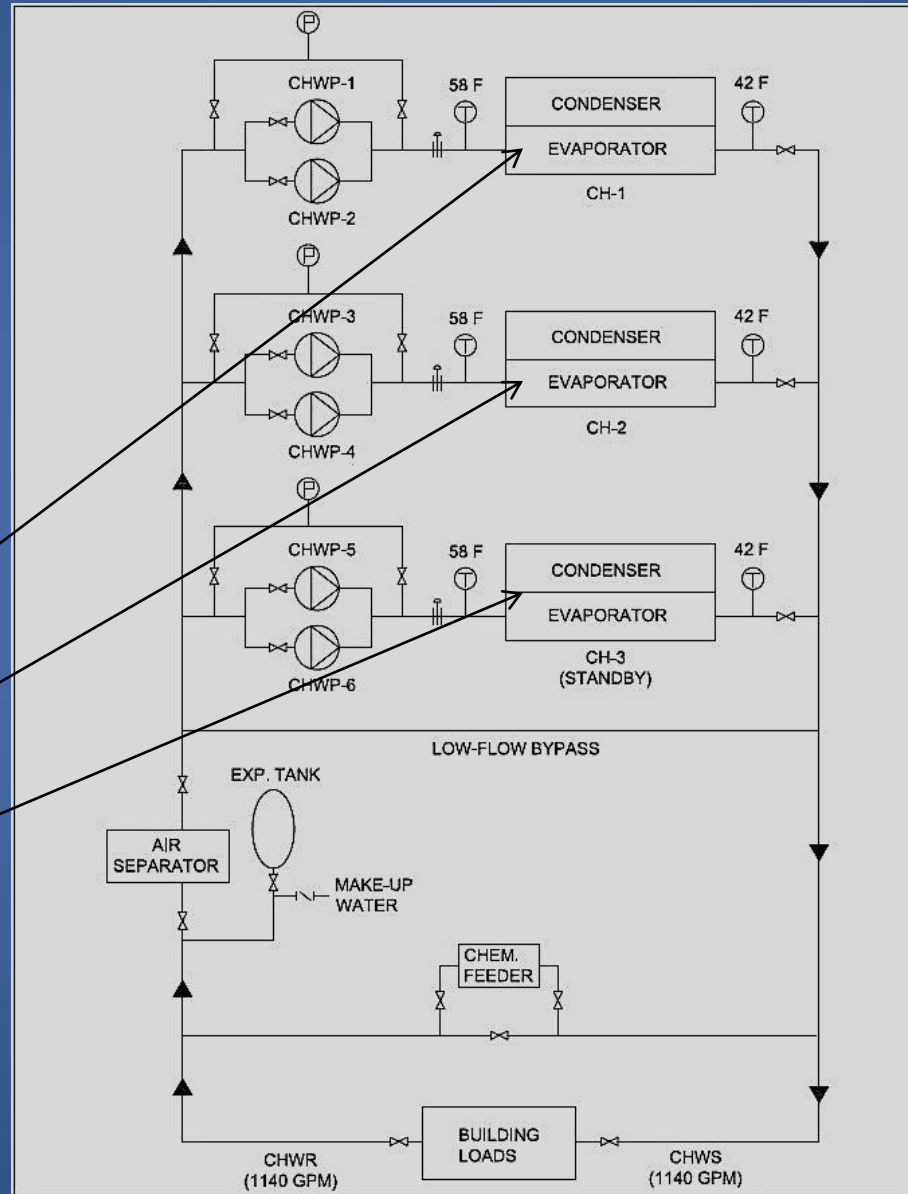 P
CHWP-1
58 F
42 F
T
T
CONDENSER
EVAPORATOR
CHWP-2
CH-1
P
CHWP-3
58 F
42 F
T
T
CONDENSER
EVAPORATOR
CHWP-4
CH-2
P
CHWP-5
58 F
42 F
T
T
CONDENSER
EVAPORATOR
CHWP-6
CH-3
(STANDBY)
LOW-FLOW BYPASS
EXP. TANK
AIR
SEPARATOR
MAKE-UP
WATER
CHEM.
FEEDER
BUILDING
LOADS
CHWR
(1140 GPM)
CHWS
(1140 GPM)